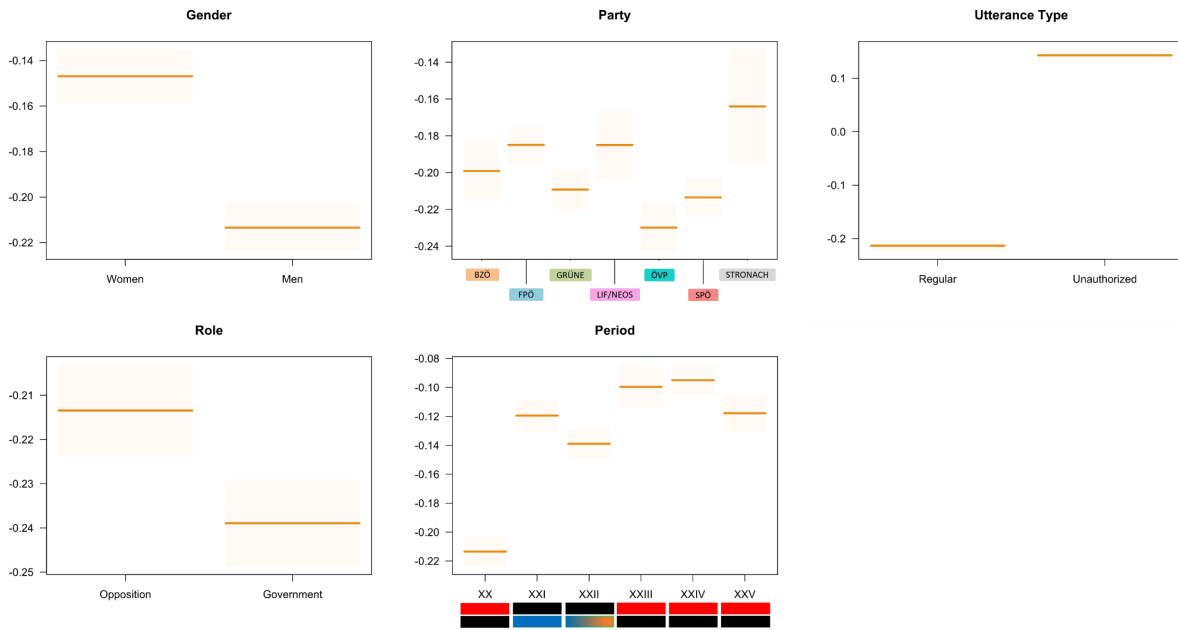 Gender
-0.14
-0.16
-0.18
-0.20
-0.22
Women Men
Party
-0.14
-0.16
-0.18
-0.20
-0.22
-0.24
BZÖ GRÜNE ÖVP STRONACH
FPÖ LIF/NEOS SPÖ
Utterance Type
0.1
0.0
-0.1
-0.2
Regular Unauthorized
Role
-0.21
-0.22
-0.23
-0.24
-0.25
Opposition Government
Period
-0.08
-0.10
-0.12
-0.14
-0.16
-0.18
-0.20
-0.22
XX XXI XXII XXIII XXIV XXV